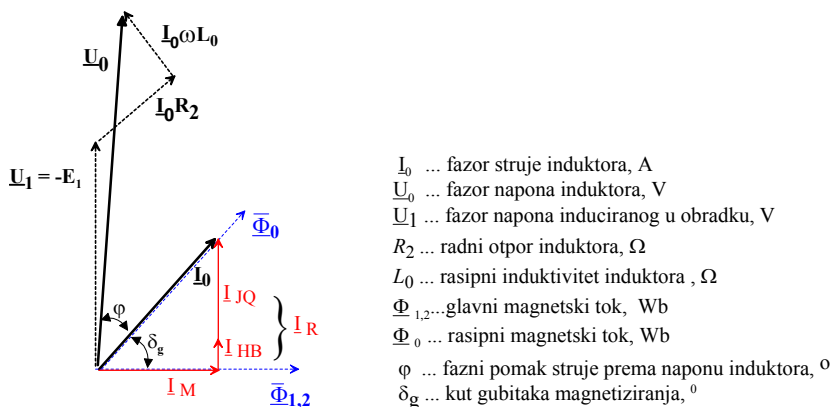 I₀ωL₀
U₀
I₀R₂
U₁ = -E₁
Φ̅₀
I₀
I JQ
I R
φ
δg
I HB
I M
Φ̅₁,₂
I₀ ... fazor struje induktora, A
U₀ ... fazor napona induktora, V
U1 ... fazor napona induciranog u obradku, V
R₂ ... radni otpor induktora, Ω
L₀ ... rasipni induktivitet induktora , Ω
Φ ₁,₂...glavni magnetski tok, Wb
Φ ₀ ... rasipni magnetski tok, Wb
φ ... fazni pomak struje prema naponu induktora, o
δg ... kut gubitaka magnetiziranja, ⁰